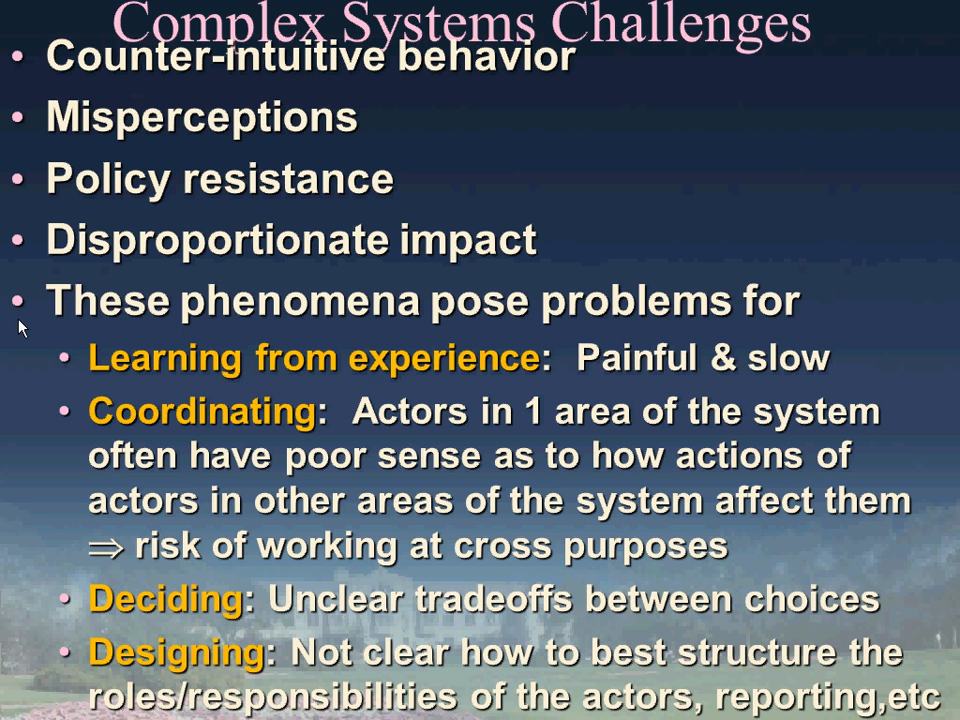 Complex Systems Challenges
• Counter-intuitive behavior
• Misperceptions
• Policy resistance
• Disproportionate impact
• These phenomena pose problems for
• Learning from experience: Painful & slow
• Coordinating: Actors in 1 area of the system
often have poor sense as to how actions of
actors in other areas of the system affect them
⇒ risk of working at cross purposes
• Deciding: Unclear tradeoffs between choices
• Designing: Not clear how to best structure the
roles/responsibilities of the actors, reporting,etc